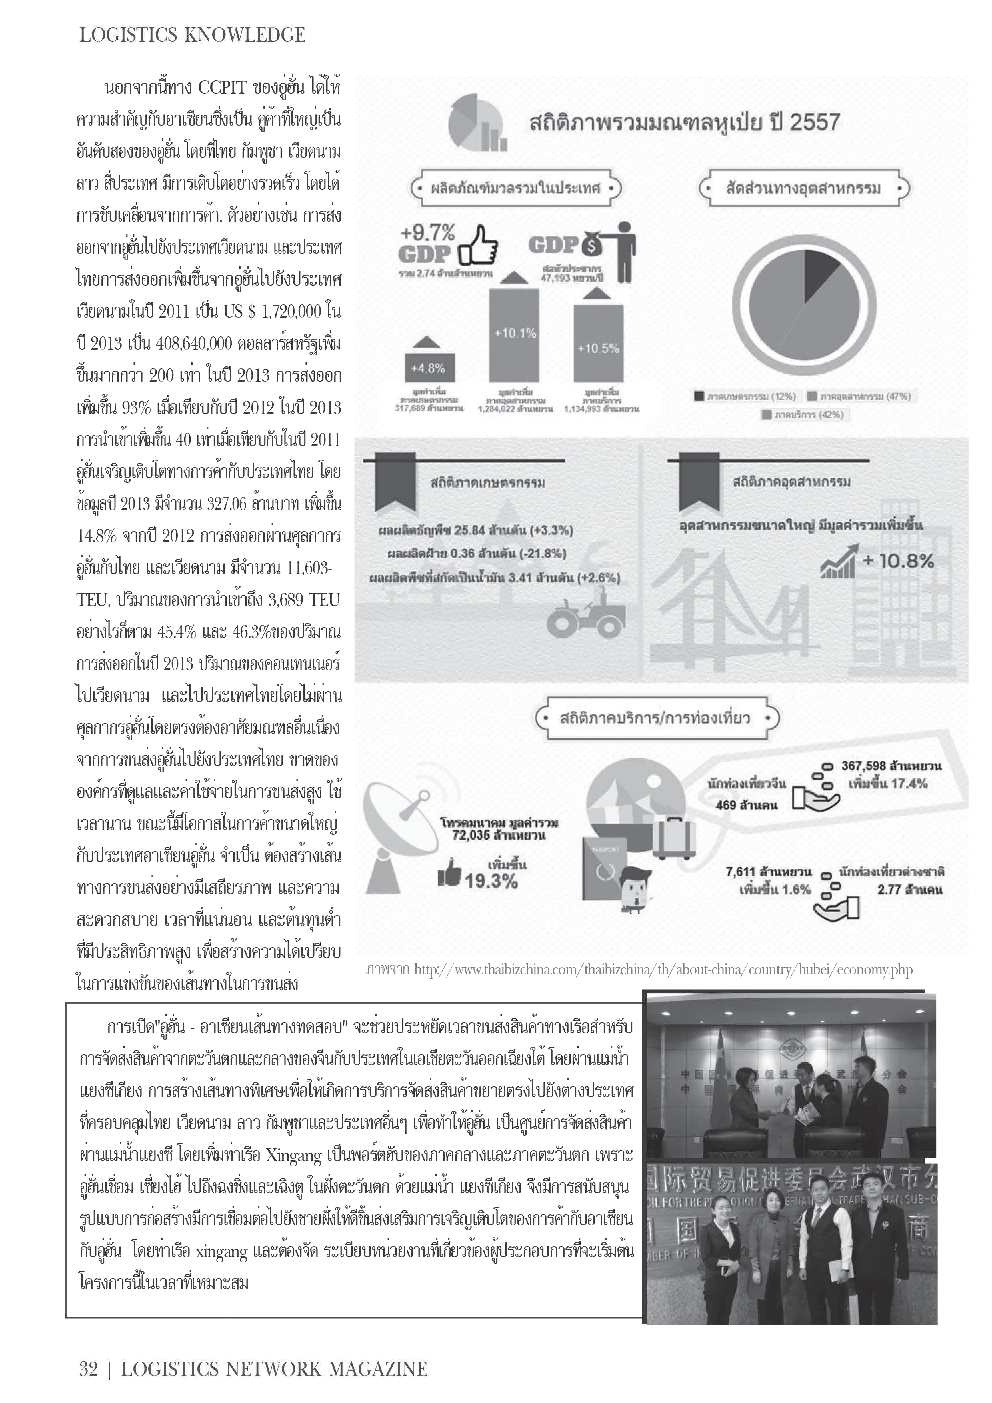 LOGISTICS KNOWLEDGE
นอกจากนี้ทาง CCPIT ของอู่ฮั่น ได้ให้
ความสำคัญกับอาเซียนซึ่งเป็น คู่ค้าที่ใหญ่เป็น
อันดับสองของอู่ฮั่น โดยที่ไทย กัมพูชา เวียดนาม
ลาว สี่ประเทศ มีการเติบโตอย่างรวดเร็ว โดยได้
การขับเคลื่อนจากการค้า. ตัวอย่างเช่น การส่ง
ออกจากอู่ฮั่นไปยังประเทศเวียดนาม และประเทศ
ไทยการส่งออกเพิ่มขึ้นจากอู่ฮั่นไปยังประเทศ
เวียดนามในปี 2011 เป็น US $ 1,720,000 ใน
ปี 2013 เป็น 408,640,000 ดอลลาร์สหรัฐเพิ่ม
ขึ้นมากกว่า 200 เท่า ในปี 2013 การส่งออก
เพิ่มขึ้น 93% เมื่อเทียบกับปี 2012 ในปี 2013
การนำเข้าเพิ่มขึ้น 40 เท่าเมื่อเทียบกับในปี 2011
อู่ฮั่นเจริญเติบโตทางการค้ากับประเทศไทย โดย
ข้อมูลปี 2013 มีจำนวน 327.06 ล้านบาท เพิ่มขึ้น
14.8% จากปี 2012 การส่งออกผ่านศุลกากร
อู่ฮั่นกับไทย และเวียดนาม มีจำนวน 11,603-
TEU, ปริมาณของการนำเข้าถึง 3,689 TEU
อย่างไรก็ตาม 45.4% และ 46.3%ของปริมาณ
การส่งออกในปี 2013 ปริมาณของคอนเทนเนอร์
ไปเวียดนาม และไปประเทศไทยโดยไม่ผ่าน
ศุลกากรอู่ฮั่นโดยตรงต้องอาศัยมณฑลอื่นเนื่อง
จากการขนส่งอู่ฮั่นไปยังประเทศไทย ขาดของ
องค์กรที่ดูแลและค่าใช้จ่ายในการขนส่งสูง ใช้
เวลานาน ขณะนี้มีโอกาสในการค้าขนาดใหญ่
กับประเทศอาเซียนอู่ฮั่น จำเป็น ต้องสร้างเส้น
ทางการขนส่งอย่างมีเสถียรภาพ และความ
สะดวกสบาย เวลาที่แน่นอน และต้นทุนต่ำ
ที่มีประสิทธิภาพสูง เพื่อสร้างความได้เปรียบ
ในการแข่งขันของเส้นทางในการขนส่ง
สถิติภาพรวมมณฑลหูเป่ย ปี 2557
ผลิตภัณฑ์มวลรวมในประเทศ
+9.7%
GDP
รวม 2.74 ล้านล้านหยวน
GDP
ต่อหัวประชากร
47,193 หยวน/ปี
+4.8%
+10.1%
+10.5%
มูลค่าเพิ่ม
ภาคเกษตรกรรม
317,689 ล้านหยวน
มูลค่าเพิ่ม
ภาคอุตสาหกรรม
1,284,022 ล้านหยวน
มูลค่าเพิ่ม
ภาคบริการ
1,134,993 ล้านหยวน
สัดส่วนทางอุตสาหกรรม
ภาคเกษตรกรรม (12%) ภาคอุตสาหกรรม (47%)
ภาคบริการ (42%)
สถิติภาคเกษตรกรรม
ผลผลิตธัญพืช 25.84 ล้านตัน (+3.3%)
ผลผลิตฝ้าย 0.36 ล้านตัน (-21.8%)
ผลผลิตพืชที่สกัดเป็นน้ำมัน 3.41 ล้านตัน (+2.6%)
สถิติภาคอุตสาหกรรม
อุตสาหกรรมขนาดใหญ่ มีมูลค่ารวมเพิ่มขึ้น
+ 10.8%
สถิติภาคบริการ/การท่องเที่ยว
โทรคมนาคม มูลค่ารวม
72,036 ล้านหยวน
เพิ่มขึ้น
19.3%
PASSPORT
นักท่องเที่ยวจีน
469 ล้านคน
367,598 ล้านหยวน
เพิ่มขึ้น 17.4%
7,611 ล้านหยวน
เพิ่มขึ้น 1.6%
นักท่องเที่ยวต่างชาติ
2.77 ล้านคน
ภาพจาก http://www.thaibizchina.com/thaibizchina/th/about-china/country/hubei/economy.php
การเปิด"อู่ฮั่น - อาเซียนเส้นทางทดสอบ" จะช่วยประหยัดเวลาขนส่งสินค้าทางเรือสำหรับ
การจัดส่งสินค้าจากตะวันตกและกลางของจีนกับประเทศในเอเชียตะวันออกเฉียงใต้ โดยผ่านแม่น้ำ
แยงซีเกียง การสร้างเส้นทางพิเศษเพื่อให้เกิดการบริการจัดส่งสินค้าขยายตรงไปยังต่างประเทศ
ที่ครอบคลุมไทย เวียดนาม ลาว กัมพูชาและประเทศอื่นๆ เพื่อทำให้อู่ฮั่น เป็นศูนย์การจัดส่งสินค้า
ผ่านแม่น้ำแยงซี โดยเพิ่มท่าเรือ Xingang เป็นพอร์ตฮับของภาคกลางและภาคตะวันตก เพราะ
อู่ฮั่นเชื่อม เซี่ยงไฮ้ ไปถึงฉงชิ่งและเฉิงตู ในฝั่งตะวันตก ด้วยแม่น้ำ แยงซีเกียง จึงมีการสนับสนุน
รูปแบบการก่อสร้างมีการเชื่อมต่อไปยังชายฝั่งให้ดีขึ้นส่งเสริมการเจริญเติบโตของการค้ากับอาเซียน
กับอู่ฮั่น โดยท่าเรือ xingang และต้องจัด ระเบียบหน่วยงานที่เกี่ยวข้องผู้ประกอบการที่จะเริ่มต้น
โครงการนี้ในเวลาที่เหมาะสม
国际贸易促进委员会武汉市分
32 | LOGISTICS NETWORK MAGAZINE